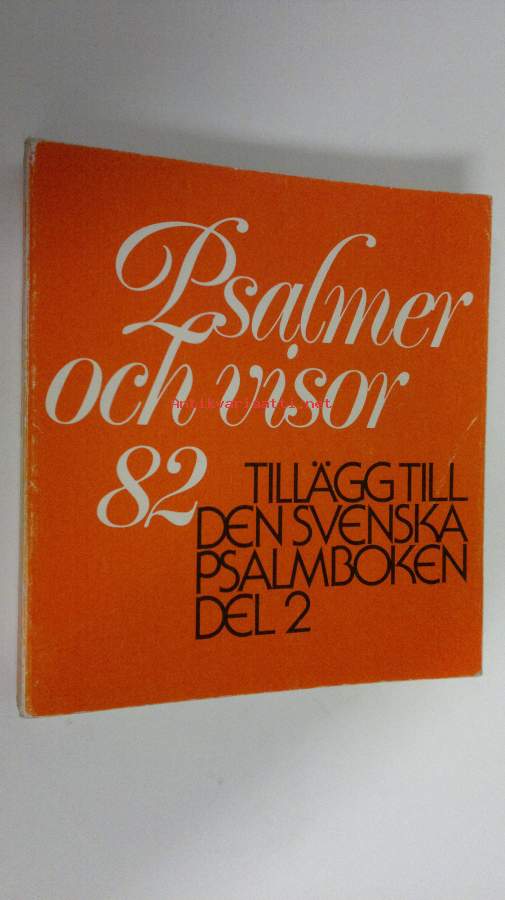 Psalmer
och visor
Antikvariaatti.net
82
TILLÄGG TILL
DEN SVENSKA
PSALMBOKEN
DEL 2